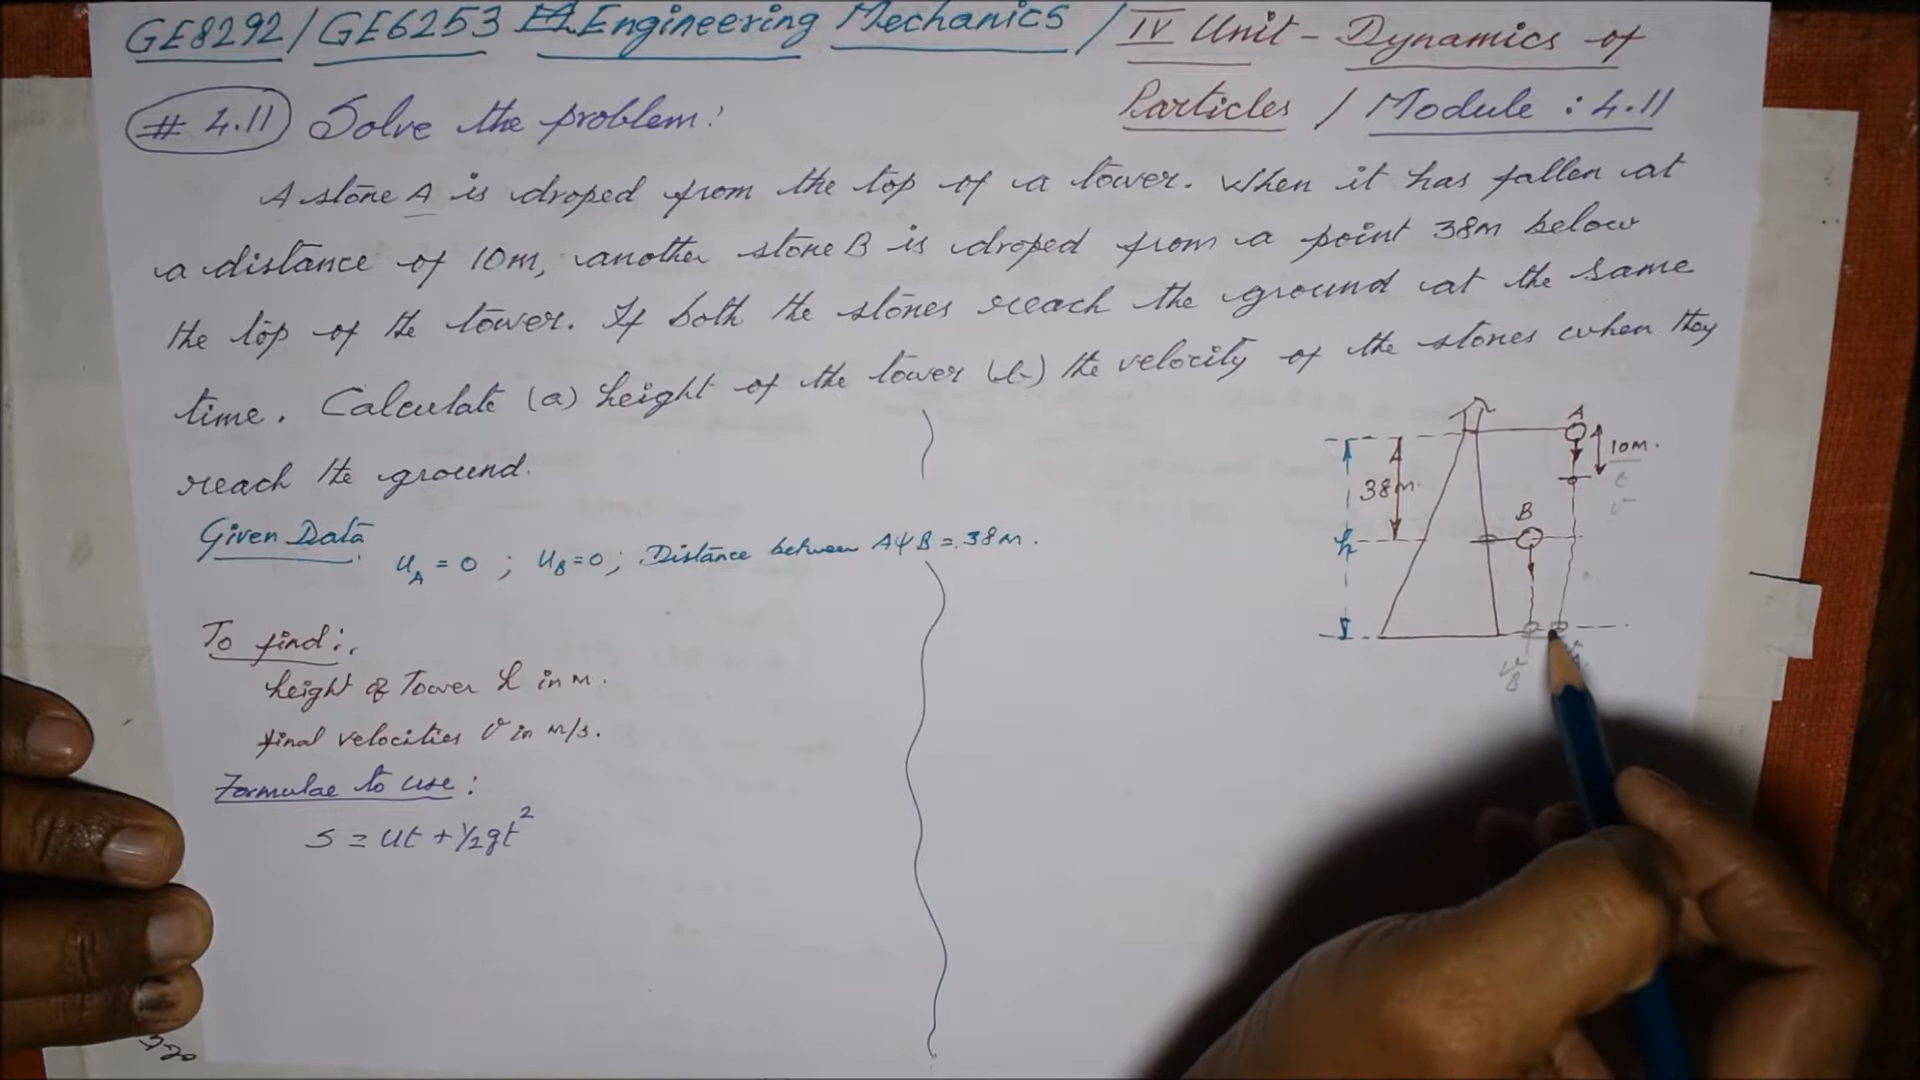 GE8292/GE6253 Engineering Mechanics / IV Unit - Dynamics of
Particles / Module : 4.11
# 4.11 Solve the problem:
A stone A is droped from the top of a tower. When it has fallen at
a distance of 10m, another stone B is droped from a point 38m below
the top of the tower. If both the stones reach the ground at the same
time. Calculate (a) height of the tower (b) the velocity of the stones when they
reach the ground.
Given Data
u_A = 0 ; u_B = 0 ; Distance between A & B = 38m.
To find:
height of Tower h in m.
final velocities v in m/s.
Formulae to use :
s = ut + 1/2gt²
A
10m.
t
v
38m.
B
h
v_B
v_A